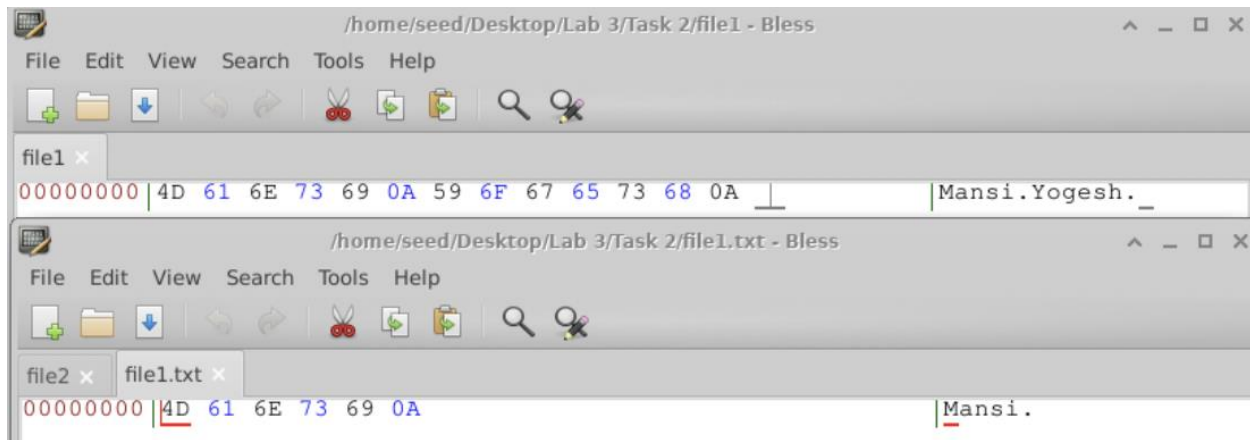 /home/seed/Desktop/Lab 3/Task 2/file1 - Bless
File Edit View Search Tools Help
file1 ×
00000000 4D 61 6E 73 69 0A 59 6F 67 65 73 68 0A Mansi.Yogesh._
/home/seed/Desktop/Lab 3/Task 2/file1.txt - Bless
File Edit View Search Tools Help
file2 × file1.txt ×
00000000 4D 61 6E 73 69 0A Mansi.